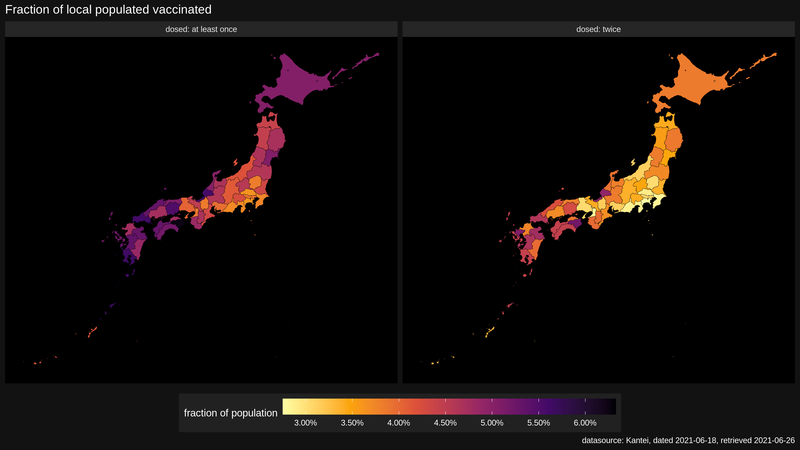 Fraction of local populated vaccinated
dosed: at least once
dosed: twice
fraction of population
3.00% 3.50% 4.00% 4.50% 5.00% 5.50% 6.00%
datasource: Kantei, dated 2021-06-18, retrieved 2021-06-26